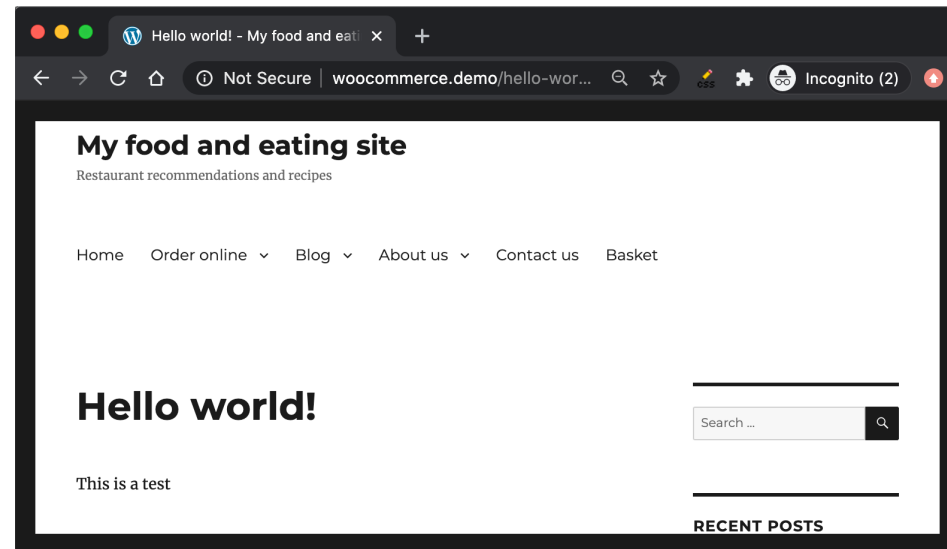 Hello world! - My food and eati
Not Secure | woocommerce.demo/hello-wor...
css
Incognito (2)
My food and eating site
Restaurant recommendations and recipes
Home Order online Blog About us Contact us Basket
Hello world!
Search ...
This is a test
RECENT POSTS